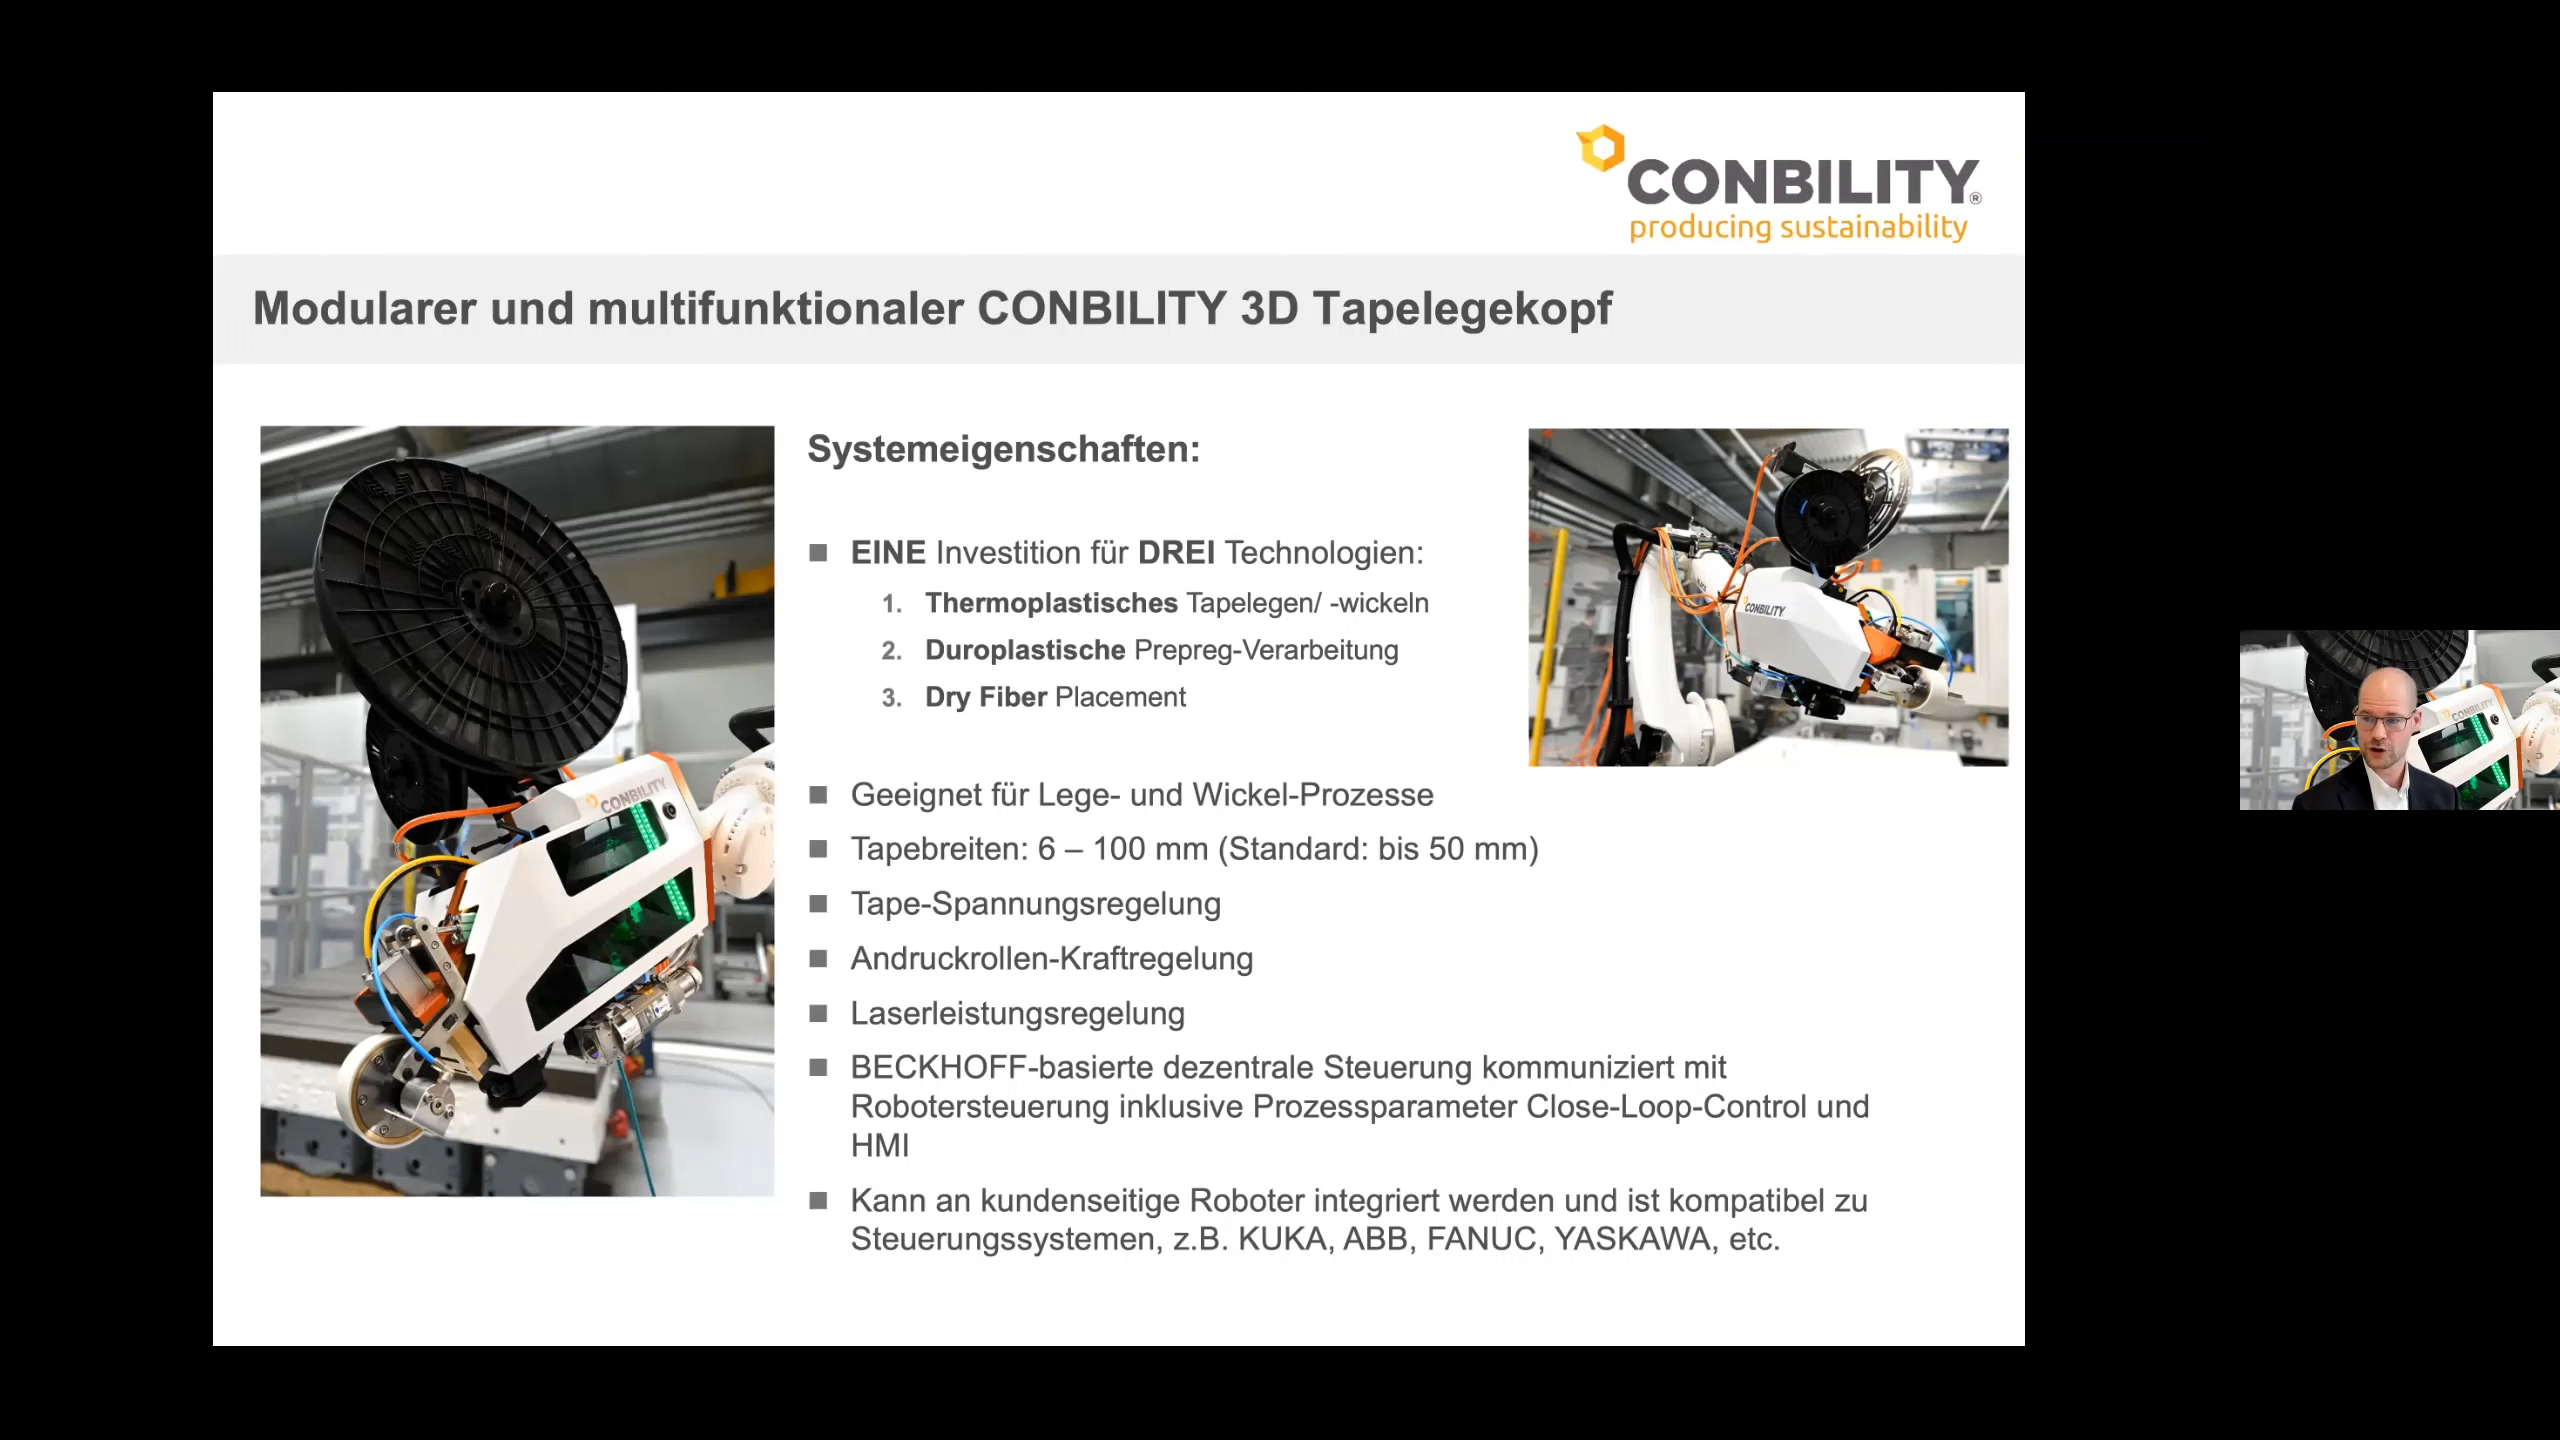 CONBILITY®
producing sustainability
Modularer und multifunktionaler CONBILITY 3D Tapelegekopf
Systemeigenschaften:
■ EINE Investition für DREI Technologien:
1. Thermoplastisches Tapelegen/ -wickeln
2. Duroplastische Prepreg-Verarbeitung
3. Dry Fiber Placement
■ Geeignet für Lege- und Wickel-Prozesse
■ Tapebreiten: 6 – 100 mm (Standard: bis 50 mm)
■ Tape-Spannungsregelung
■ Andruckrollen-Kraftregelung
■ Laserleistungsregelung
■ BECKHOFF-basierte dezentrale Steuerung kommuniziert mit
Robotersteuerung inklusive Prozessparameter Close-Loop-Control und
HMI
■ Kann an kundenseitige Roboter integriert werden und ist kompatibel zu
Steuerungssystemen, z.B. KUKA, ABB, FANUC, YASKAWA, etc.
CONBILITY
CONBILITY
CONBILITY